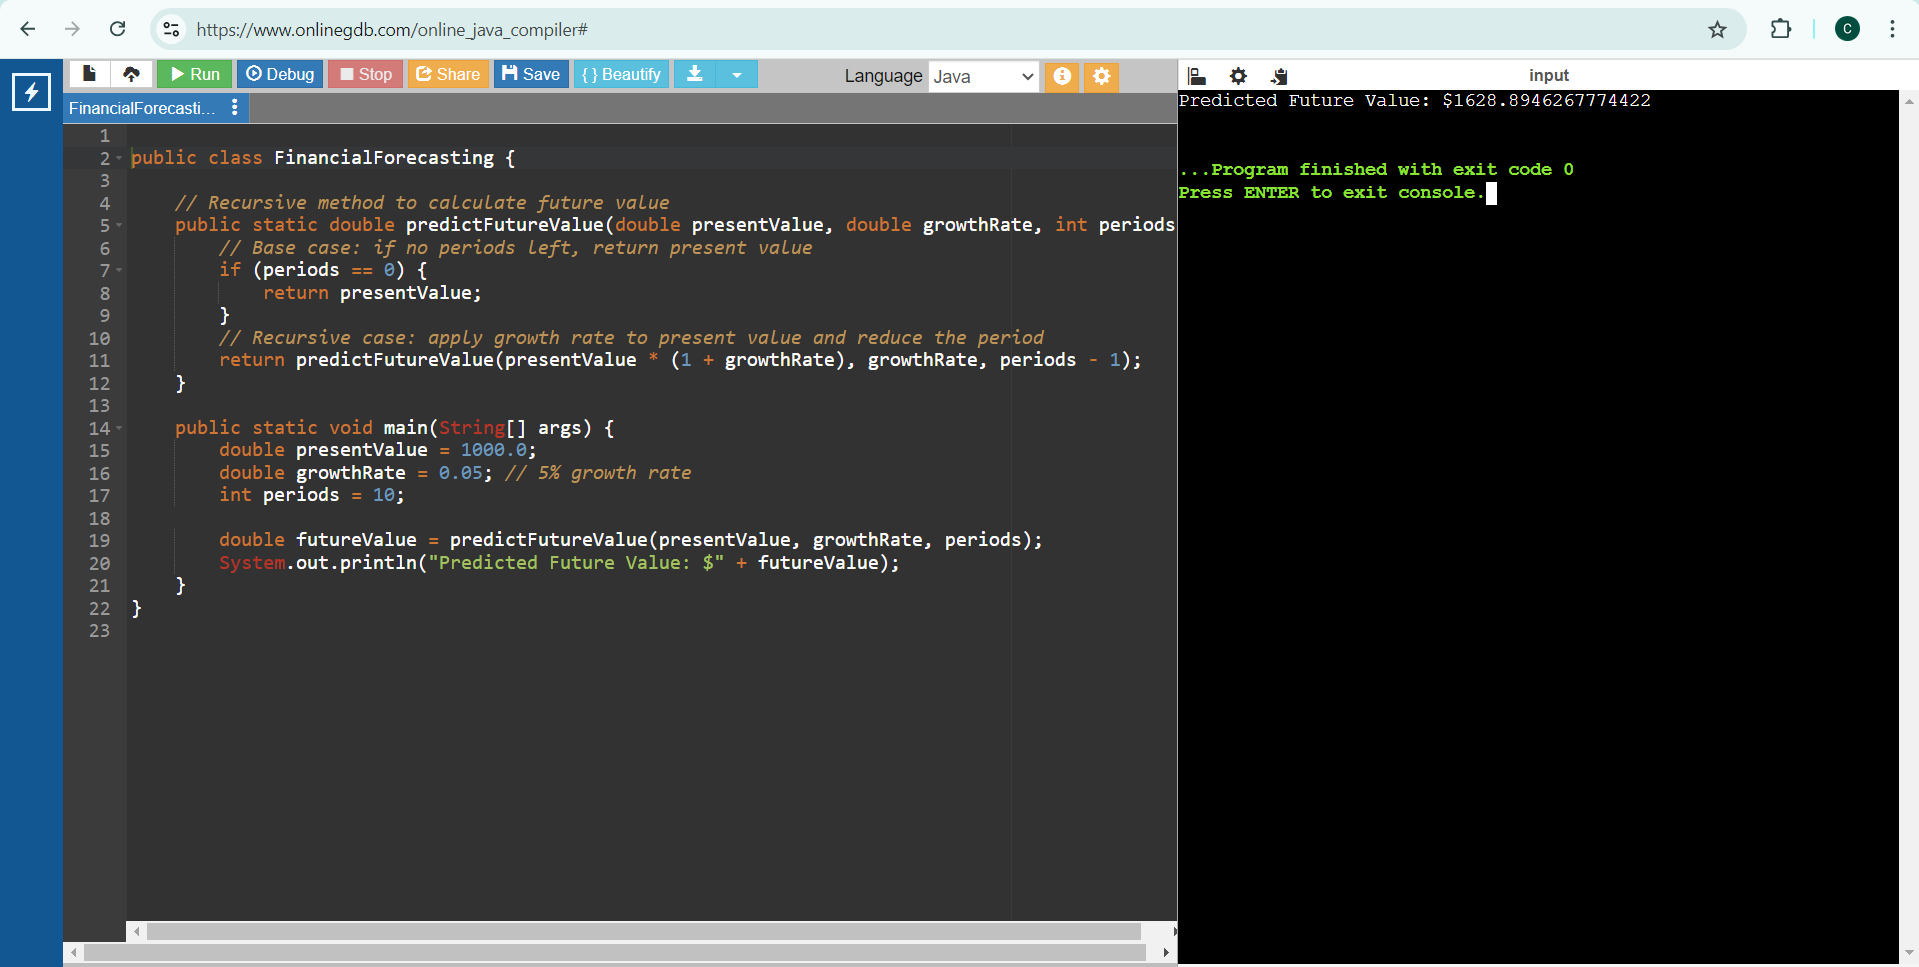 https://www.onlinegdb.com/online_java_compiler#
C
Run Debug Stop Share Save { } Beautify
Language Java
input
FinancialForecasti...
1
2 public class FinancialForecasting {
3
4 // Recursive method to calculate future value
5 public static double predictFutureValue(double presentValue, double growthRate, int periods
6 // Base case: if no periods left, return present value
7 if (periods == 0) {
8 return presentValue;
9 }
10 // Recursive case: apply growth rate to present value and reduce the period
11 return predictFutureValue(presentValue * (1 + growthRate), growthRate, periods - 1);
12 }
13
14 public static void main(String[] args) {
15 double presentValue = 1000.0;
16 double growthRate = 0.05; // 5% growth rate
17 int periods = 10;
18
19 double futureValue = predictFutureValue(presentValue, growthRate, periods);
20 System.out.println("Predicted Future Value: $" + futureValue);
21 }
22 }
23
Predicted Future Value: $1628.8946267774422
...Program finished with exit code 0
Press ENTER to exit console.